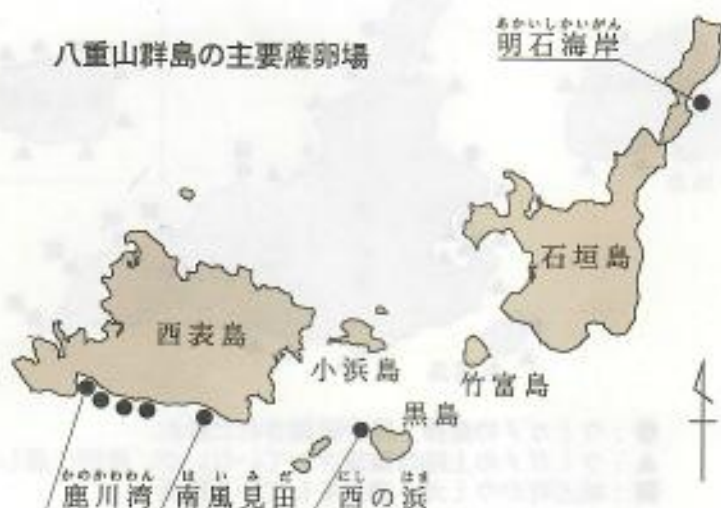 八重山群島の主要産卵場
あかいしかいがん
明石海岸
石垣島
西表島
小浜島
竹富島
黒島
かのかわわん
鹿川湾
はいみだ
南風見田
にし はま
西の浜